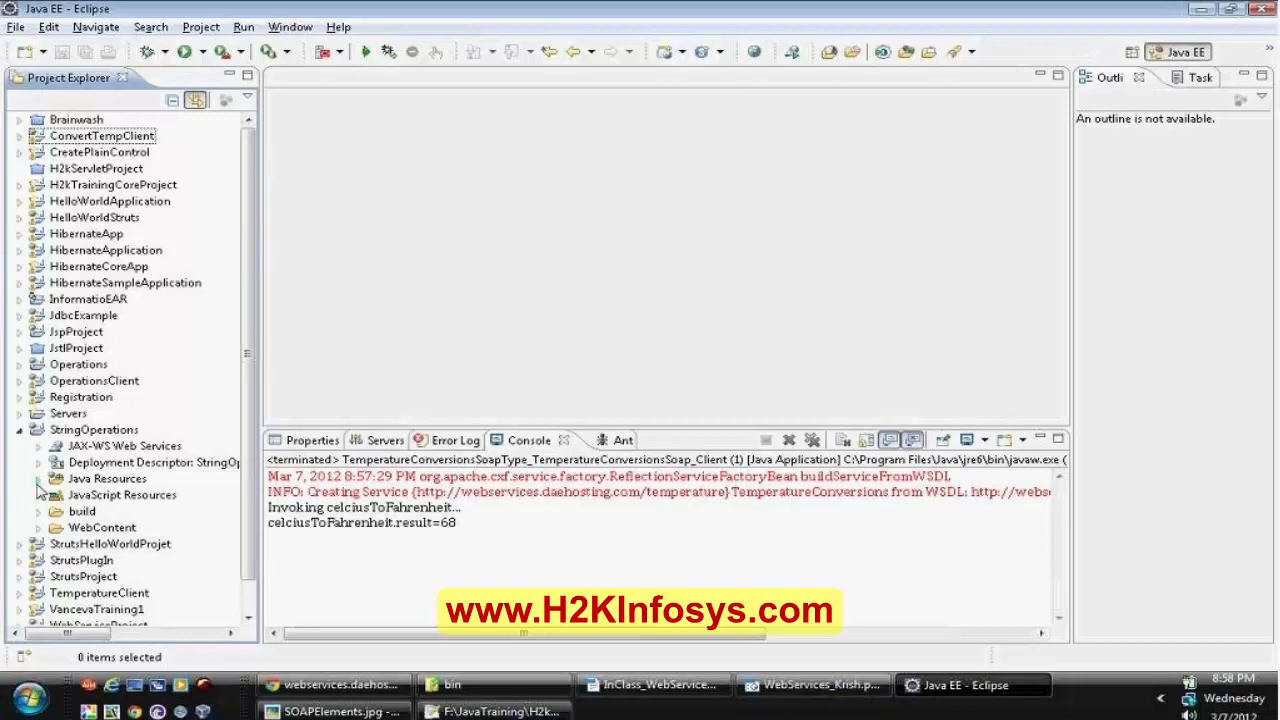 Java EE - Eclipse
File Edit Navigate Search Project Run Window Help
Java EE
Project Explorer
Outli
Task
Brainwash
ConvertTempClient
CreatePlainControl
H2kServletProject
H2kTrainingCoreProject
HelloWorldApplication
HelloWorldStruts
HibernateApp
HibernateApplication
HibernateCoreApp
HibernateSampleApplication
InformatioEAR
JdbcExample
JspProject
JstlProject
Operations
OperationsClient
Registration
Servers
StringOperations
JAX-WS Web Services
Deployment Descriptor: StringOp
Java Resources
JavaScript Resources
build
WebContent
StrutsHelloWorldProjet
StrutsPlugIn
StrutsProject
TemperatureClient
VancevaTraining1
WebServiceProject
An outline is not available.
Properties Servers Error Log Console Ant
<terminated> TemperatureConversionsSoapType_TemperatureConversionsSoap_Client (1) [Java Application] C:\Program Files\Java\jre6\bin\javaw.exe (
Mar 7, 2012 8:57:29 PM org.apache.cxf.service.factory.ReflectionServiceFactoryBean buildServiceFromWSDL
INFO: Creating Service {http://webservices.daehosting.com/temperature}TemperatureConversions from WSDL: http://webs
Invoking celciusToFahrenheit...
celciusToFahrenheit.result=68
www.H2KInfosys.com
0 items selected
webservices.daehos...
bin
InClass_WebService...
WebServices_Krish.p...
Java EE - Eclipse
SOAPElements.jpg -...
F:\JavaTraining\H2k...
8:58 PM
Wednesday
3/7/2012